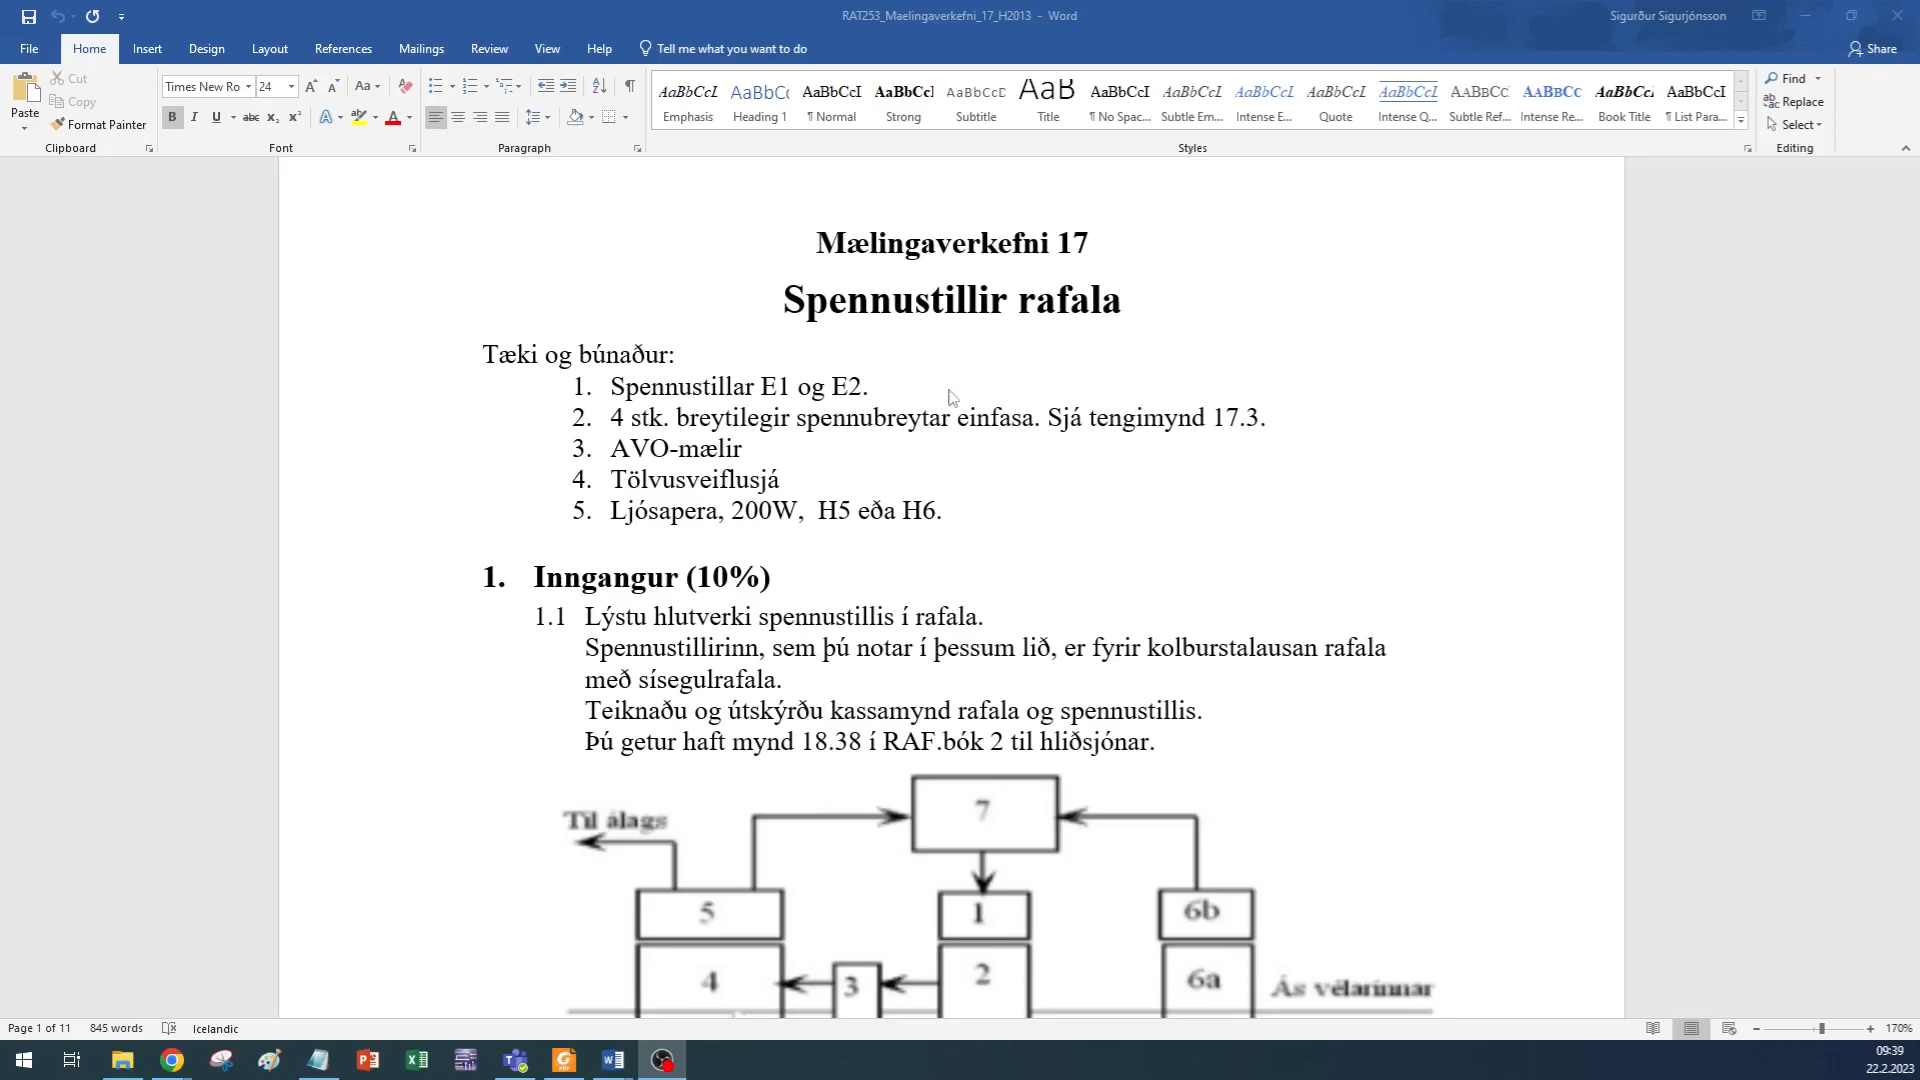 RAT253_Maelingaverkefni_17_H2013 - Word
Sigurður Sigurjónsson
File Home Insert Design Layout References Mailings Review View Help Tell me what you want to do Share
Paste
Cut
Copy
Format Painter
Clipboard
Times New Ro 24
Font
Paragraph
AaBbCcI AaBbC AaBbCcI AaBbCcI AaBbCcD AaB AaBbCcI AaBbCcI AaBbCcI AaBbCcI AaBbCcI AABBCC AABBCC AaBbCcI AaBbCcI
Emphasis Heading 1 ¶ Normal Strong Subtitle Title ¶ No Spac... Subtle Em... Intense E... Quote Intense Q... Subtle Ref... Intense Re... Book Title ¶ List Para...
Styles
Find
Replace
Select
Editing
Mælingaverkefni 17
Spennustillir rafala
Tæki og búnaður:
1. Spennustillar E1 og E2.
2. 4 stk. breytilegir spennubreytar einfasa. Sjá tengimynd 17.3.
3. AVO-mælir
4. Tölvusveiflusjá
5. Ljósapera, 200W, H5 eða H6.
1. Inngangur (10%)
1.1 Lýstu hlutverki spennustillis í rafala.
Spennustillirinn, sem þú notar í þessum lið, er fyrir kolburstalausan rafala
með sísegulrafala.
Teiknaðu og útskýrðu kassamynd rafala og spennustillis.
Þú getur haft mynd 18.38 í RAF.bók 2 til hliðsjónar.
7
Til álags
5 1 6b
4 3 2 6a Ás vélarinnar
Page 1 of 11 845 words Icelandic 170%
09:39
22.2.2023